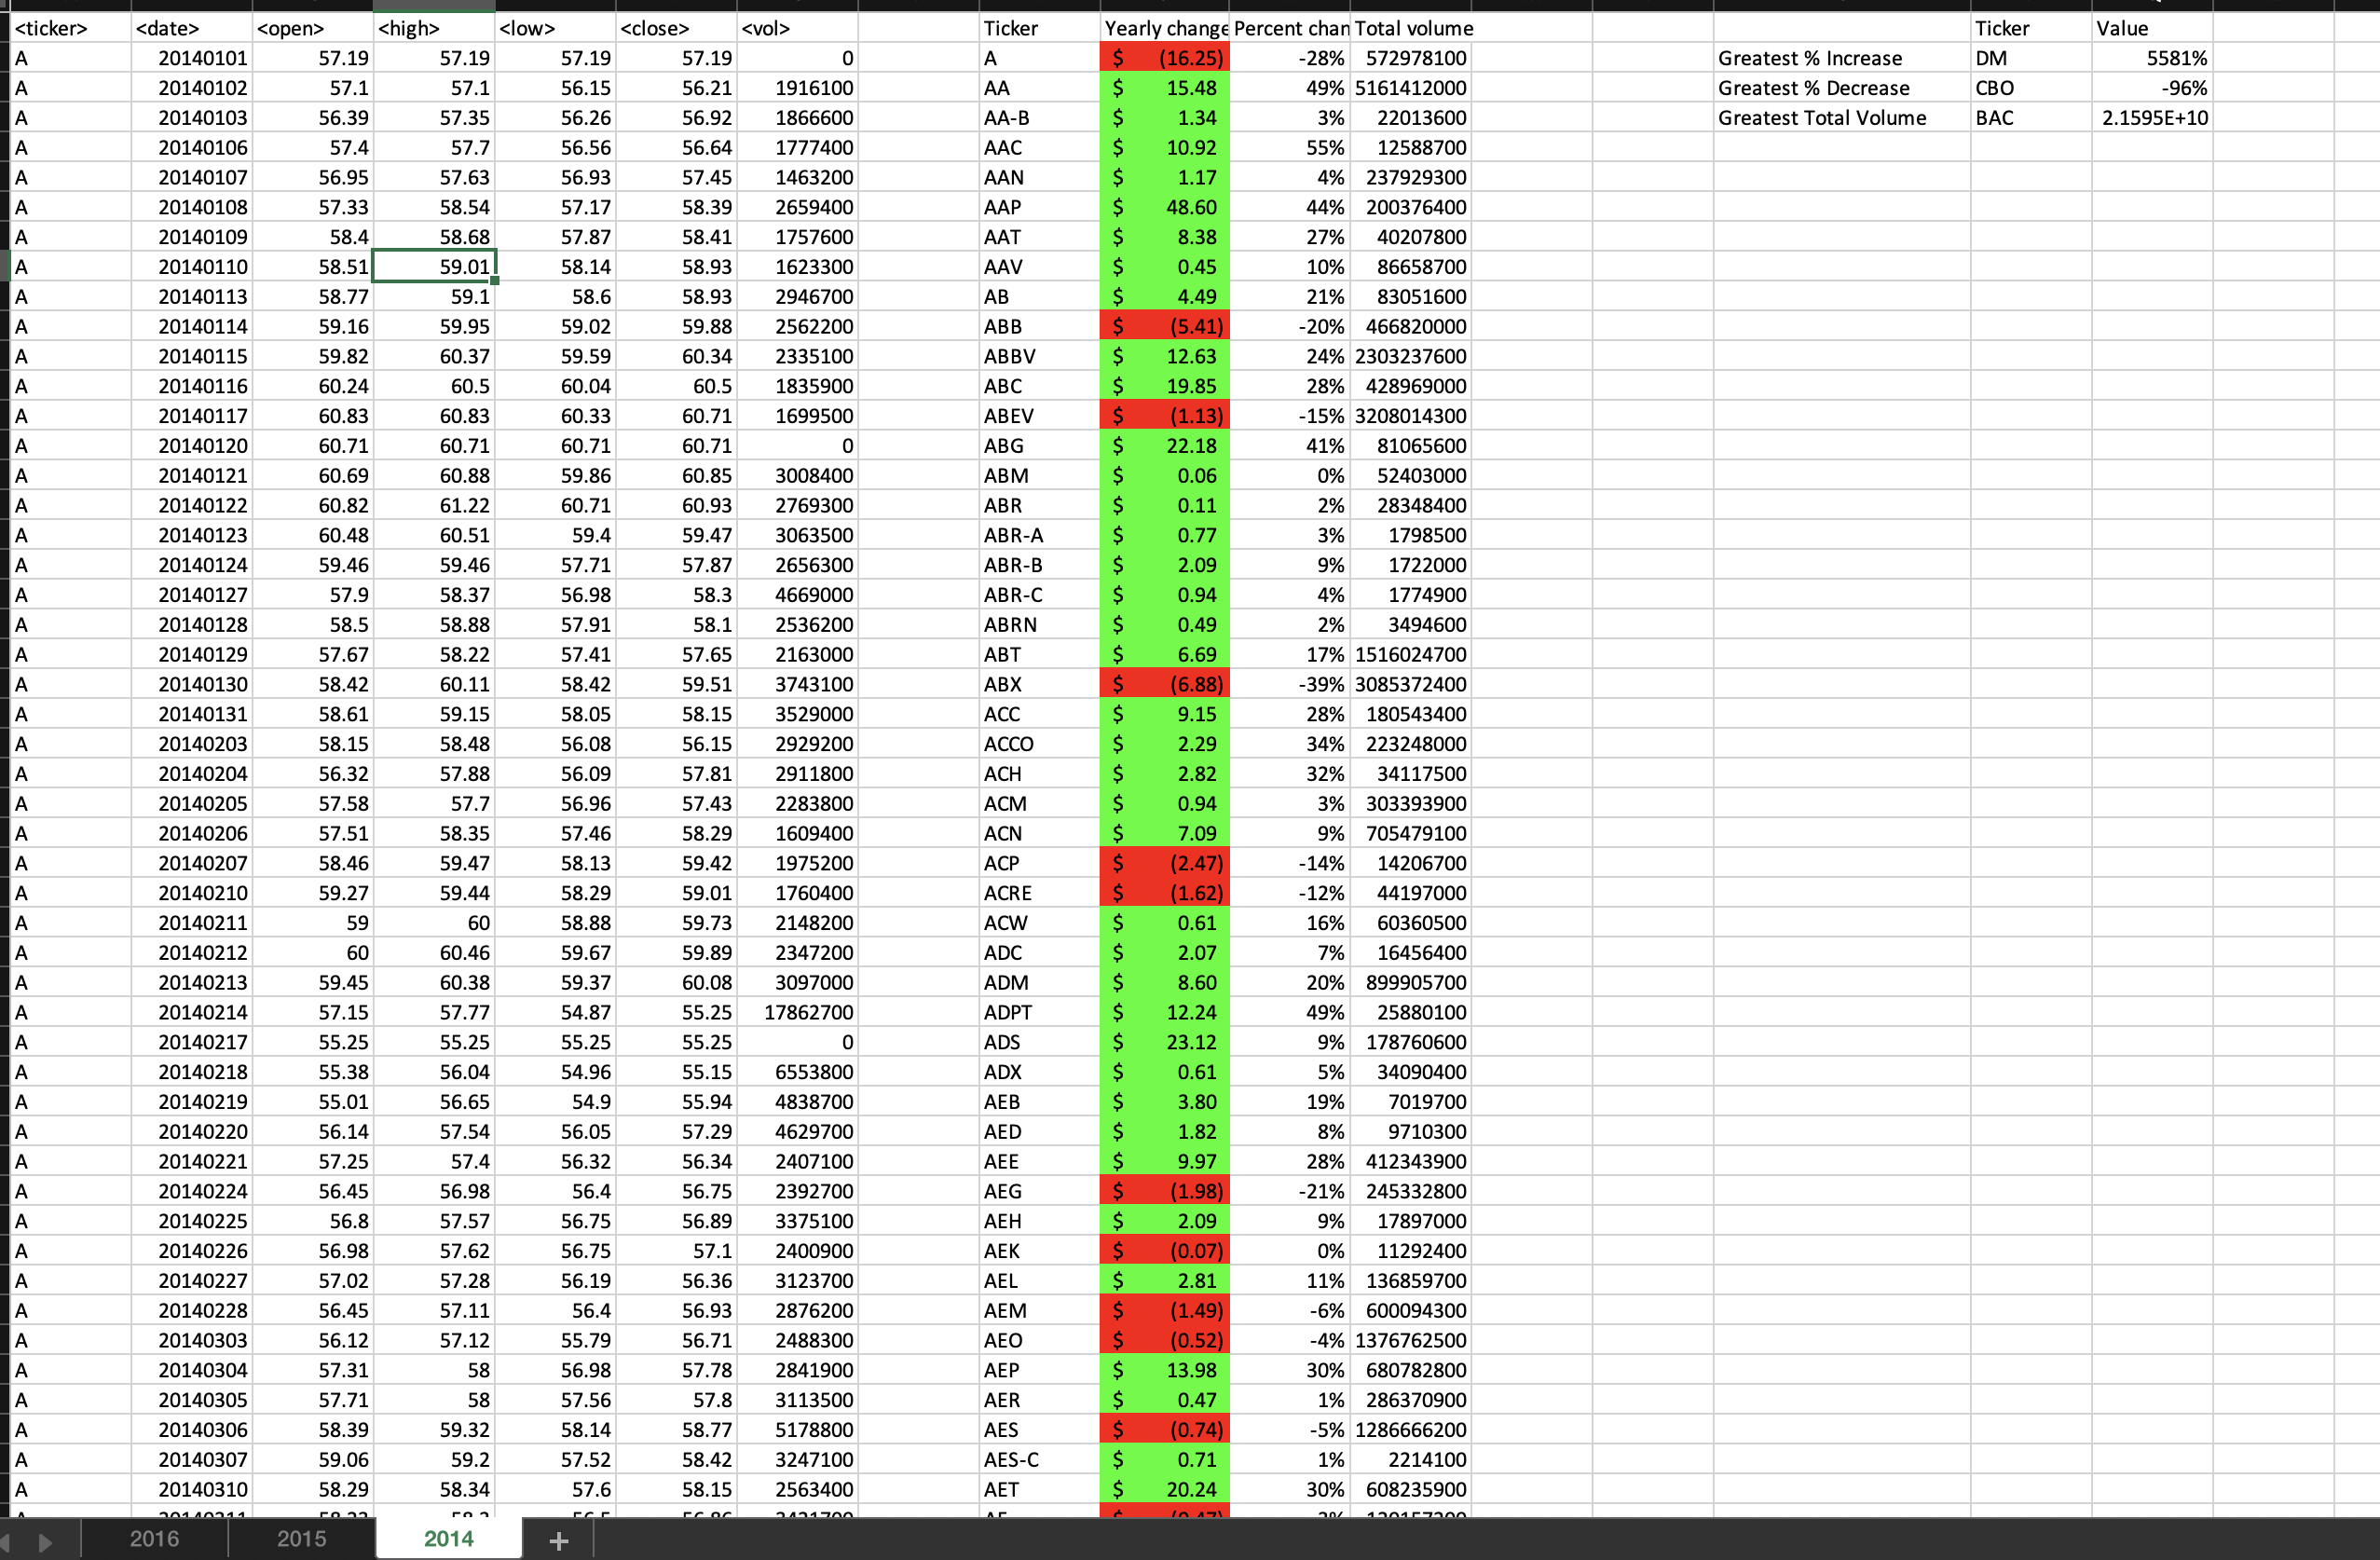 <ticker> <date> <open> <high> <low> <close> <vol> Ticker Yearly change Percent chan Total volume Ticker Value
A 20140101 57.19 57.19 57.19 57.19 0 A $ (16.25) -28% 572978100 Greatest % Increase DM 5581%
A 20140102 57.1 57.1 56.15 56.21 1916100 AA $ 15.48 49% 5161412000 Greatest % Decrease CBO -96%
A 20140103 56.39 57.35 56.26 56.92 1866600 AA-B $ 1.34 3% 22013600 Greatest Total Volume BAC 2.1595E+10
A 20140106 57.4 57.7 56.56 56.64 1777400 AAC $ 10.92 55% 12588700
A 20140107 56.95 57.63 56.93 57.45 1463200 AAN $ 1.17 4% 237929300
A 20140108 57.33 58.54 57.17 58.39 2659400 AAP $ 48.60 44% 200376400
A 20140109 58.4 58.68 57.87 58.41 1757600 AAT $ 8.38 27% 40207800
A 20140110 58.51 59.01 58.14 58.93 1623300 AAV $ 0.45 10% 86658700
A 20140113 58.77 59.1 58.6 58.93 2946700 AB $ 4.49 21% 83051600
A 20140114 59.16 59.95 59.02 59.88 2562200 ABB $ (5.41) -20% 466820000
A 20140115 59.82 60.37 59.59 60.34 2335100 ABBV $ 12.63 24% 2303237600
A 20140116 60.24 60.5 60.04 60.5 1835900 ABC $ 19.85 28% 428969000
A 20140117 60.83 60.83 60.33 60.71 1699500 ABEV $ (1.13) -15% 3208014300
A 20140120 60.71 60.71 60.71 60.71 0 ABG $ 22.18 41% 81065600
A 20140121 60.69 60.88 59.86 60.85 3008400 ABM $ 0.06 0% 52403000
A 20140122 60.82 61.22 60.71 60.93 2769300 ABR $ 0.11 2% 28348400
A 20140123 60.48 60.51 59.4 59.47 3063500 ABR-A $ 0.77 3% 1798500
A 20140124 59.46 59.46 57.71 57.87 2656300 ABR-B $ 2.09 9% 1722000
A 20140127 57.9 58.37 56.98 58.3 4669000 ABR-C $ 0.94 4% 1774900
A 20140128 58.5 58.88 57.91 58.1 2536200 ABRN $ 0.49 2% 3494600
A 20140129 57.67 58.22 57.41 57.65 2163000 ABT $ 6.69 17% 1516024700
A 20140130 58.42 60.11 58.42 59.51 3743100 ABX $ (6.88) -39% 3085372400
A 20140131 58.61 59.15 58.05 58.15 3529000 ACC $ 9.15 28% 180543400
A 20140203 58.15 58.48 56.08 56.15 2929200 ACCO $ 2.29 34% 223248000
A 20140204 56.32 57.88 56.09 57.81 2911800 ACH $ 2.82 32% 34117500
A 20140205 57.58 57.7 56.96 57.43 2283800 ACM $ 0.94 3% 303393900
A 20140206 57.51 58.35 57.46 58.29 1609400 ACN $ 7.09 9% 705479100
A 20140207 58.46 59.47 58.13 59.42 1975200 ACP $ (2.47) -14% 14206700
A 20140210 59.27 59.44 58.29 59.01 1760400 ACRE $ (1.62) -12% 44197000
A 20140211 59 60 58.88 59.73 2148200 ACW $ 0.61 16% 60360500
A 20140212 60 60.46 59.67 59.89 2347200 ADC $ 2.07 7% 16456400
A 20140213 59.45 60.38 59.37 60.08 3097000 ADM $ 8.60 20% 899905700
A 20140214 57.15 57.77 54.87 55.25 17862700 ADPT $ 12.24 49% 25880100
A 20140217 55.25 55.25 55.25 55.25 0 ADS $ 23.12 9% 178760600
A 20140218 55.38 56.04 54.96 55.15 6553800 ADX $ 0.61 5% 34090400
A 20140219 55.01 56.65 54.9 55.94 4838700 AEB $ 3.80 19% 7019700
A 20140220 56.14 57.54 56.05 57.29 4629700 AED $ 1.82 8% 9710300
A 20140221 57.25 57.4 56.32 56.34 2407100 AEE $ 9.97 28% 412343900
A 20140224 56.45 56.98 56.4 56.75 2392700 AEG $ (1.98) -21% 245332800
A 20140225 56.8 57.57 56.75 56.89 3375100 AEH $ 2.09 9% 17897000
A 20140226 56.98 57.62 56.75 57.1 2400900 AEK $ (0.07) 0% 11292400
A 20140227 57.02 57.28 56.19 56.36 3123700 AEL $ 2.81 11% 136859700
A 20140228 56.45 57.11 56.4 56.93 2876200 AEM $ (1.49) -6% 600094300
A 20140303 56.12 57.12 55.79 56.71 2488300 AEO $ (0.52) -4% 1376762500
A 20140304 57.31 58 56.98 57.78 2841900 AEP $ 13.98 30% 680782800
A 20140305 57.71 58 57.56 57.8 3113500 AER $ 0.47 1% 286370900
A 20140306 58.39 59.32 58.14 58.77 5178800 AES $ (0.74) -5% 1286666200
A 20140307 59.06 59.2 57.52 58.42 3247100 AES-C $ 0.71 1% 2214100
A 20140310 58.29 58.34 57.6 58.15 2563400 AET $ 20.24 30% 608235900
2016 2015 2014 +